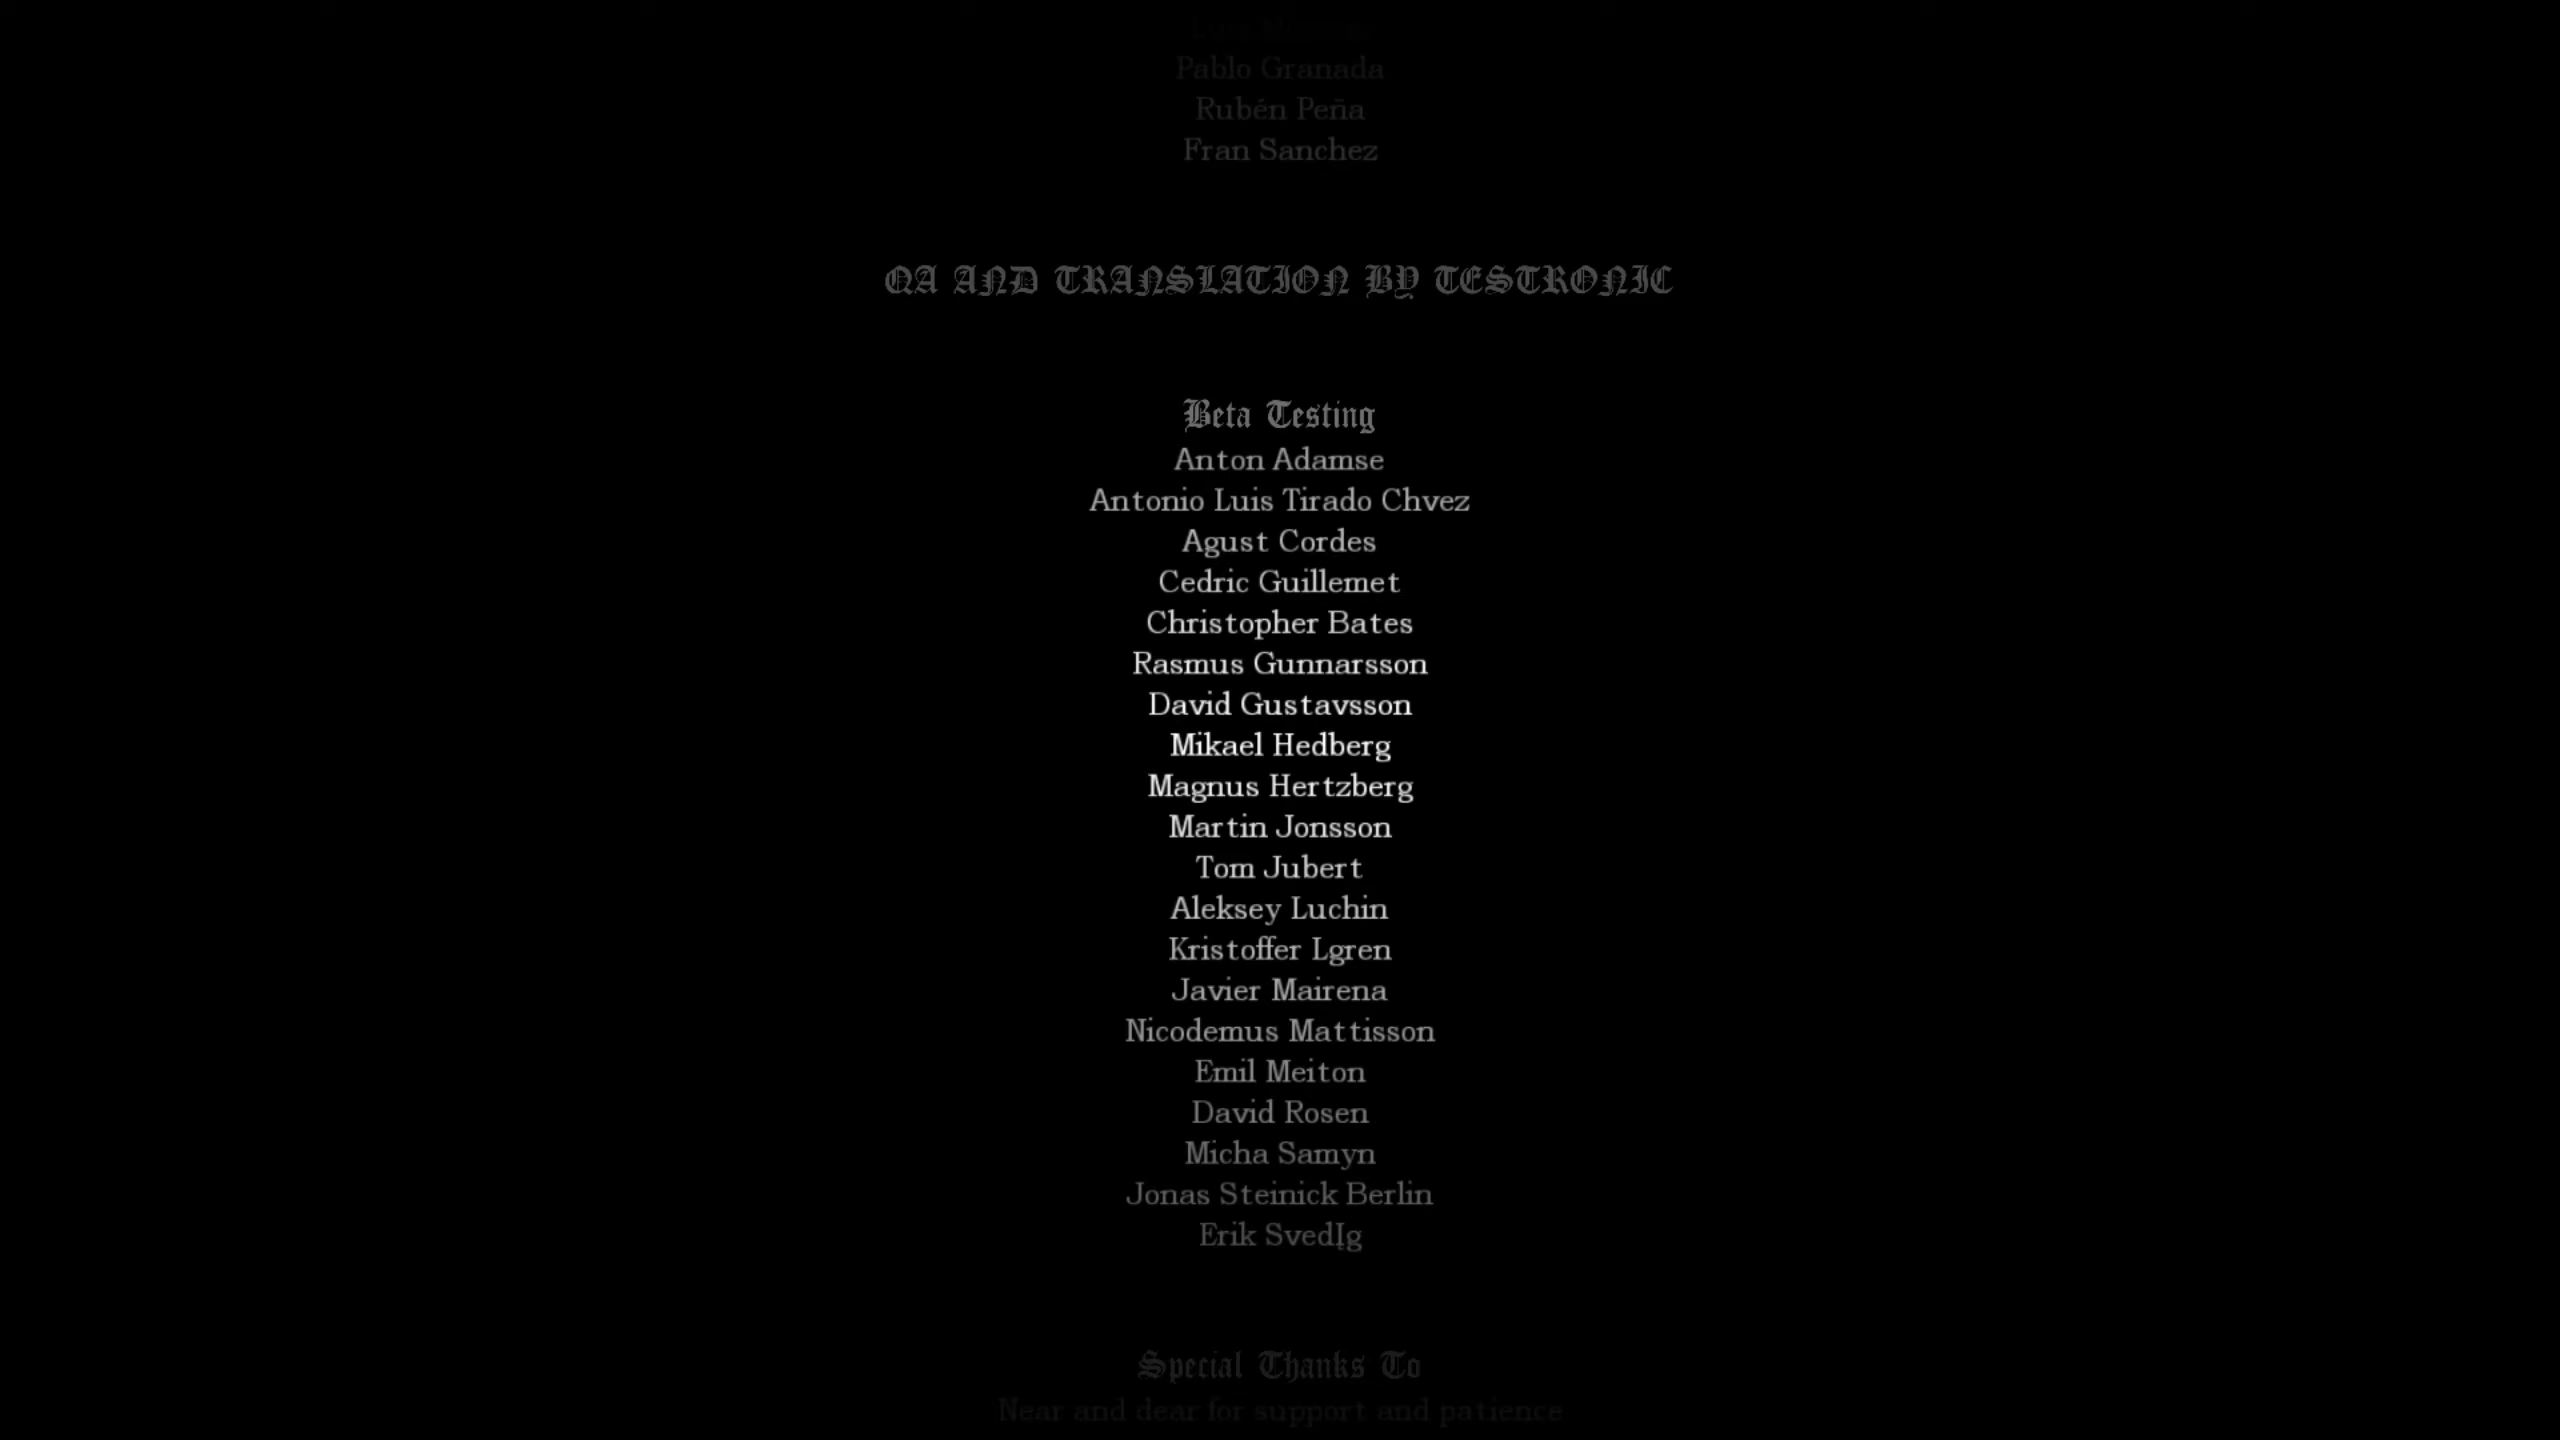 Pablo Granada
Rubén Peña
Fran Sanchez
QA AND TRANSLATION BY TESTRONIC
Beta Testing
Anton Adamse
Antonio Luis Tirado Chvez
Agust Cordes
Cedric Guillemet
Christopher Bates
Rasmus Gunnarsson
David Gustavsson
Mikael Hedberg
Magnus Hertzberg
Martin Jonsson
Tom Jubert
Aleksey Luchin
Kristoffer Lgren
Javier Mairena
Nicodemus Mattisson
Emil Meiton
David Rosen
Micha Samyn
Jonas Steinick Berlin
Erik SvedĮg
Special Thanks To
Near and dear for support and patience